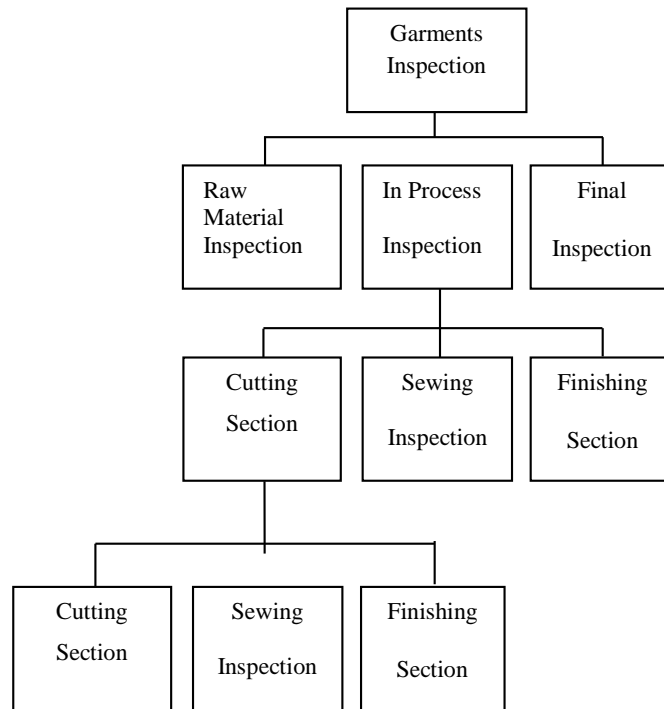 Garments
Inspection
Raw
Material
Inspection
In Process
Inspection
Final
Inspection
Cutting
Section
Sewing
Inspection
Finishing
Section
Cutting
Section
Sewing
Inspection
Finishing
Section